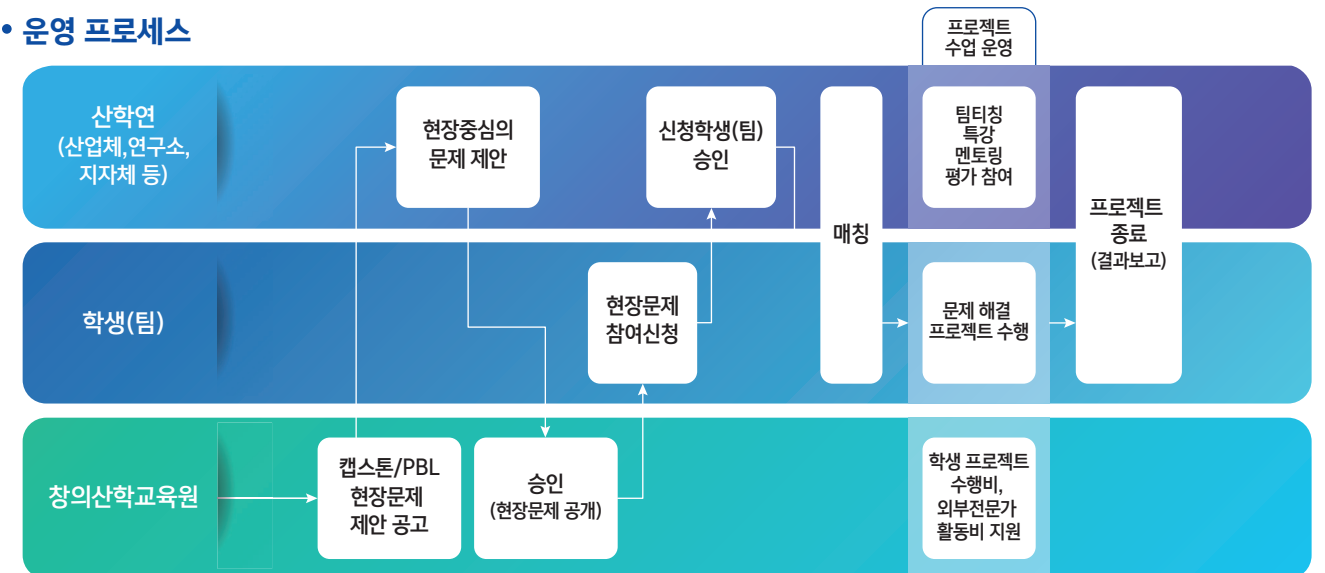 • 운영 프로세스
프로젝트
수업 운영
산학연
(산업체,연구소,
지자체 등)
현장중심의
문제 제안
신청학생(팀)
승인
매칭
팀티칭
특강
멘토링
평가 참여
프로젝트
종료
(결과보고)
학생(팀)
현장문제
참여신청
문제 해결
프로젝트 수행
창의산학교육원
캡스톤/PBL
현장문제
제안 공고
승인
(현장문제 공개)
학생 프로젝트
수행비,
외부전문가
활동비 지원